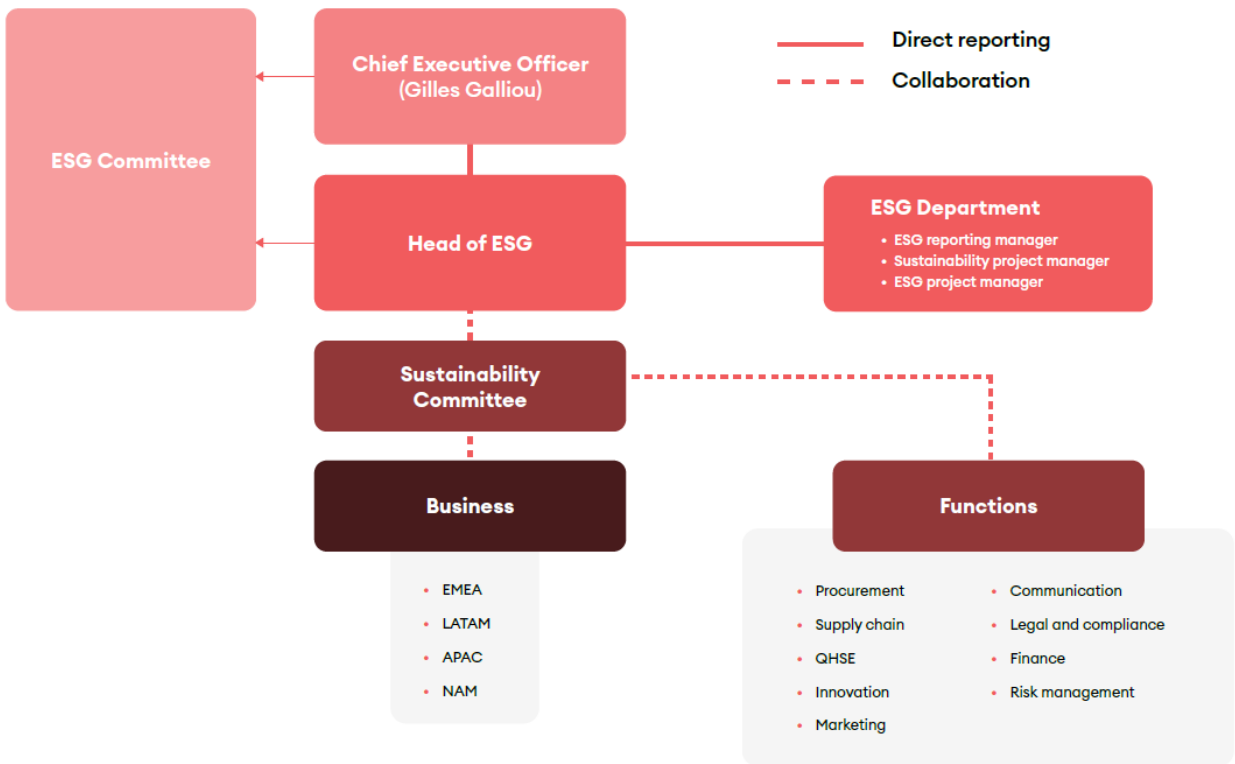 Chief Executive Officer
(Gilles Galliou)
Direct reporting
Collaboration
ESG Committee
Head of ESG
ESG Department
• ESG reporting manager
• Sustainability project manager
• ESG project manager
Sustainability
Committee
Business
• EMEA
• LATAM
• APAC
• NAM
Functions
• Procurement
• Supply chain
• QHSE
• Innovation
• Marketing
• Communication
• Legal and compliance
• Finance
• Risk management